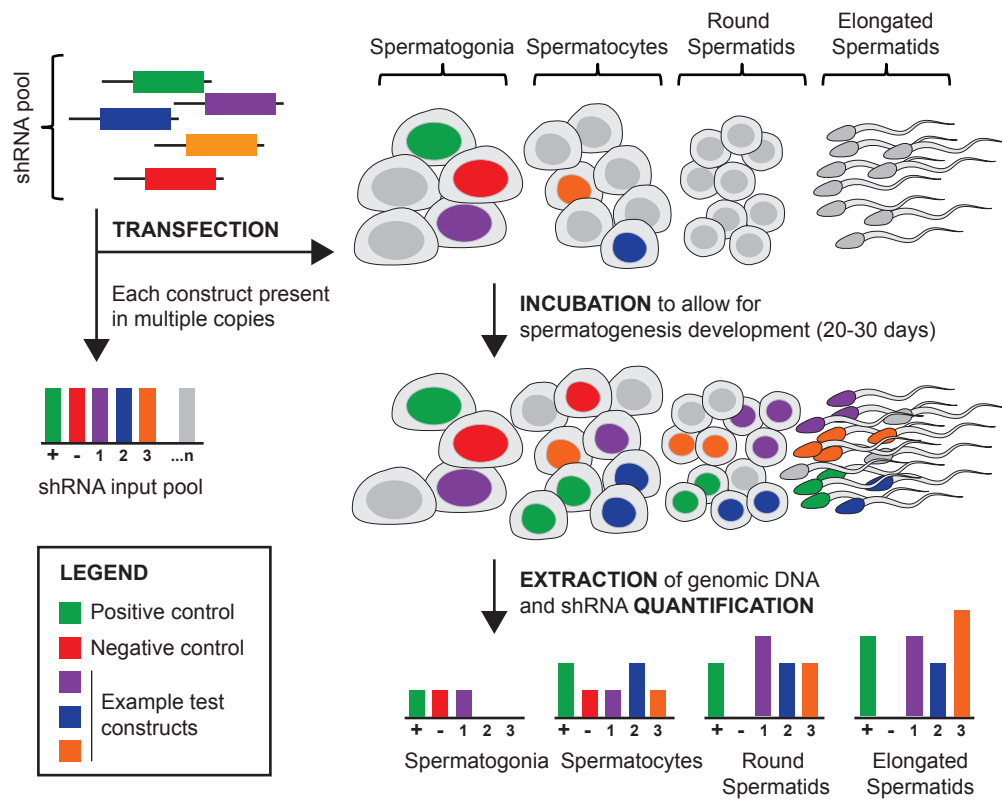 shRNA pool
Spermatogonia
Spermatocytes
Round
Spermatids
Elongated
Spermatids
TRANSFECTION
Each construct present
in multiple copies
INCUBATION to allow for
spermatogenesis development (20-30 days)
+ - 1 2 3 ...n
shRNA input pool
EXTRACTION of genomic DNA
and shRNA QUANTIFICATION
LEGEND
Positive control
Negative control
Example test
constructs
+ - 1 2 3
Spermatogonia
+ - 1 2 3
Spermatocytes
+ - 1 2 3
Round
Spermatids
+ - 1 2 3
Elongated
Spermatids